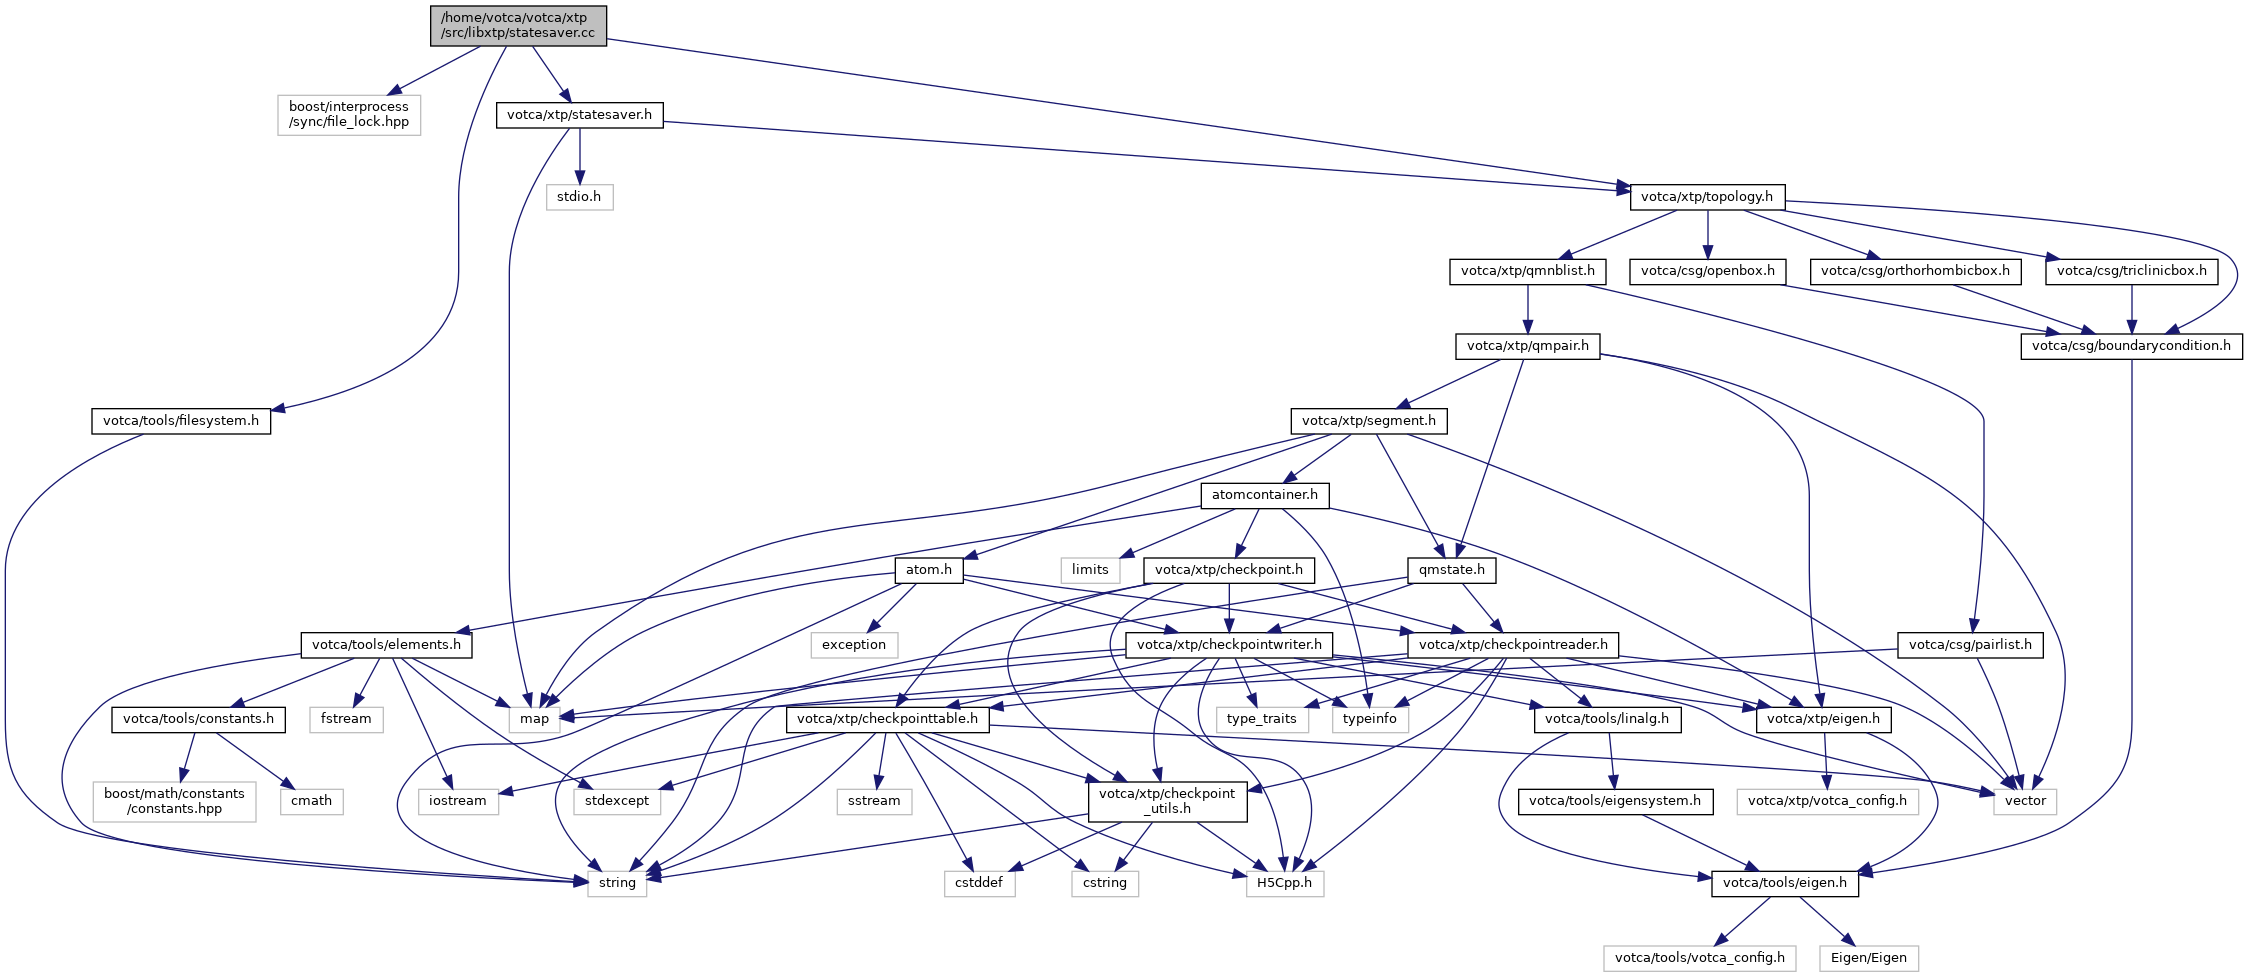 /home/votca/votca/xtp
/src/libxtp/statesaver.cc
boost/interprocess
/sync/file_lock.hpp
votca/xtp/statesaver.h
stdio.h
votca/xtp/topology.h
votca/xtp/qmnblist.h
votca/csg/openbox.h
votca/csg/orthorhombicbox.h
votca/csg/triclinicbox.h
votca/xtp/qmpair.h
votca/csg/boundarycondition.h
votca/tools/filesystem.h
votca/xtp/segment.h
atomcontainer.h
atom.h
limits
votca/xtp/checkpoint.h
qmstate.h
votca/tools/elements.h
exception
votca/xtp/checkpointwriter.h
votca/xtp/checkpointreader.h
votca/csg/pairlist.h
votca/tools/constants.h
fstream
map
votca/xtp/checkpointtable.h
type_traits
typeinfo
votca/tools/linalg.h
votca/xtp/eigen.h
boost/math/constants
/constants.hpp
cmath
iostream
stdexcept
sstream
votca/xtp/checkpoint
_utils.h
votca/tools/eigensystem.h
votca/xtp/votca_config.h
vector
string
cstddef
cstring
H5Cpp.h
votca/tools/eigen.h
votca/tools/votca_config.h
Eigen/Eigen